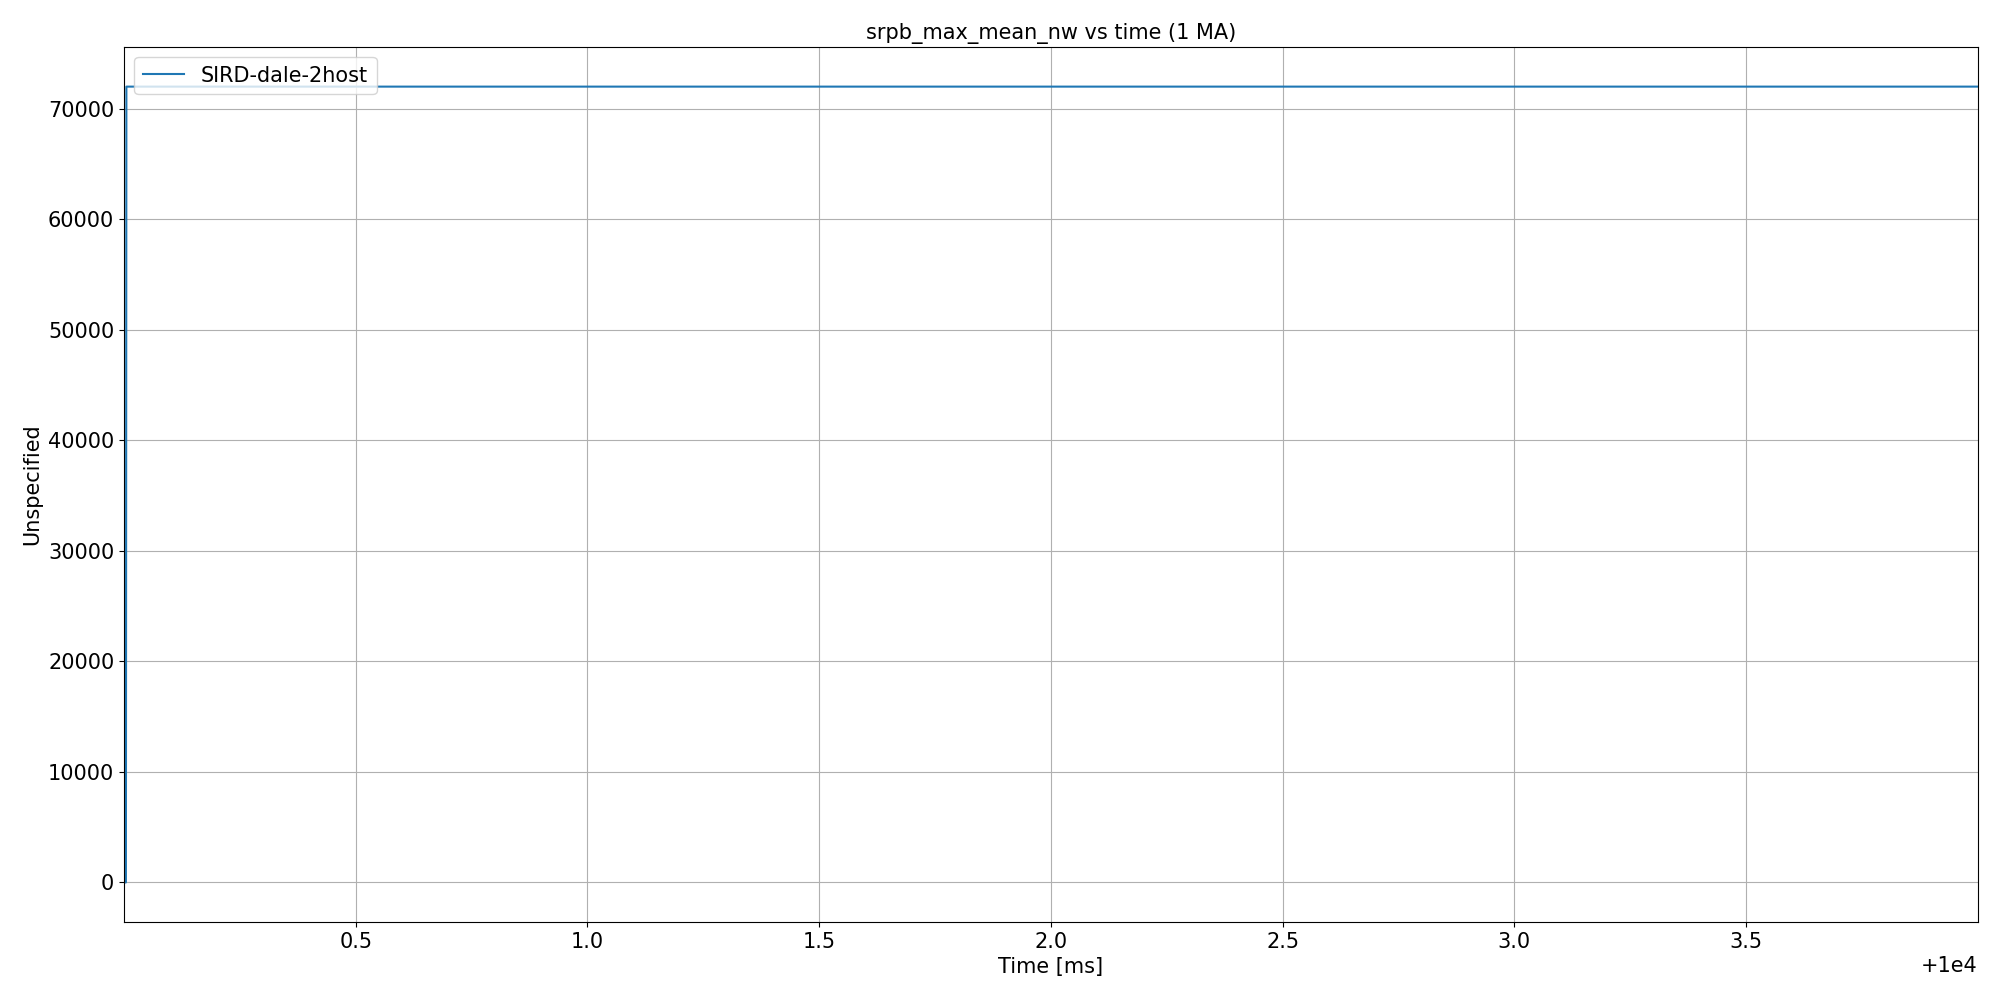 srpb_max_mean_nw vs time (1 MA)
SIRD-dale-2host
70000
60000
50000
40000
30000
20000
10000
0
Unspecified
0.5 1.0 1.5 2.0 2.5 3.0 3.5
Time [ms]
+1e4